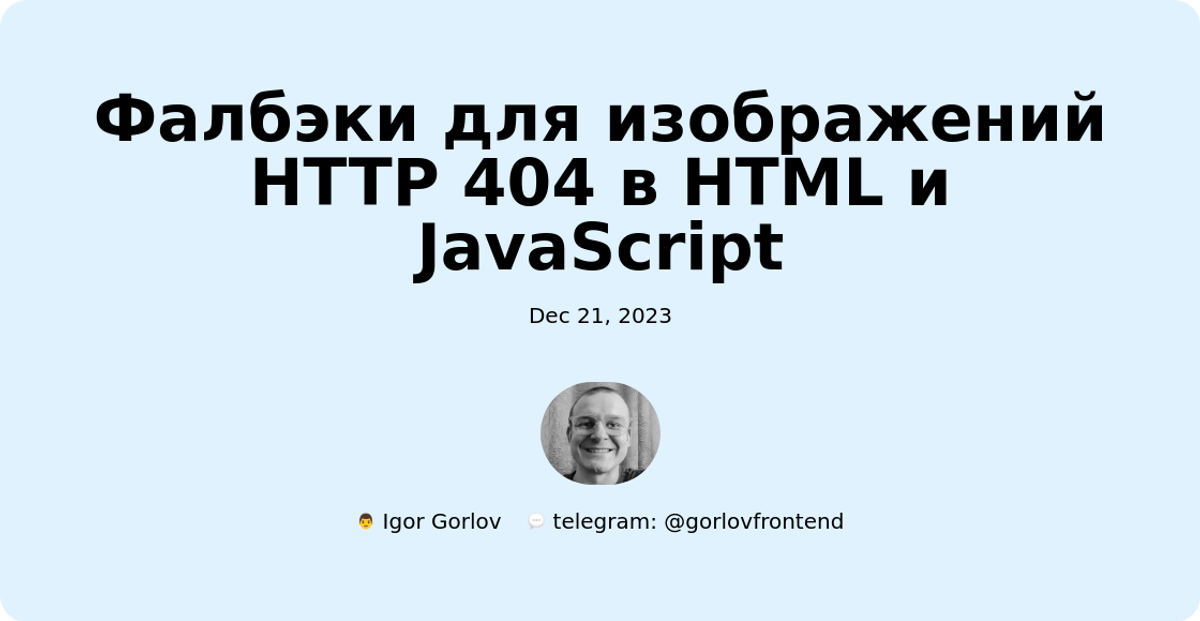 Фалбэки для изображений
HTTP 404 в HTML и
JavaScript
Dec 21, 2023
Igor Gorlov telegram: @gorlovfrontend